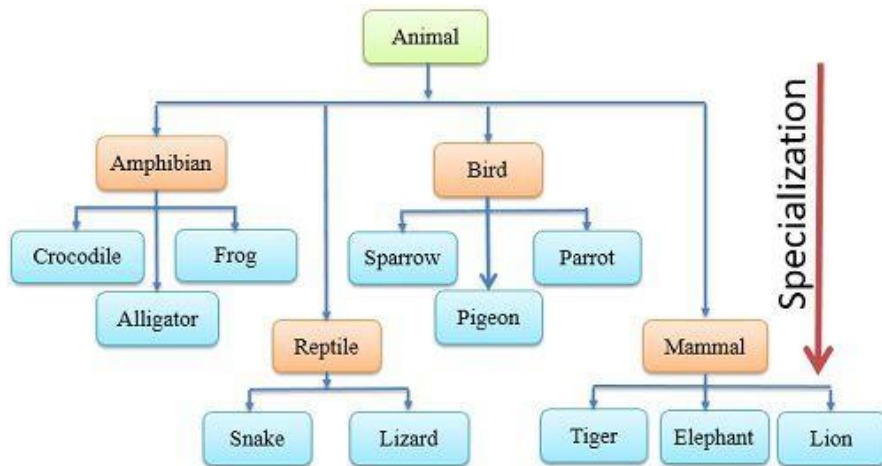 Animal
Amphibian
Bird
Crocodile
Frog
Sparrow
Parrot
Alligator
Pigeon
Reptile
Mammal
Snake
Lizard
Tiger
Elephant
Lion
Specialization